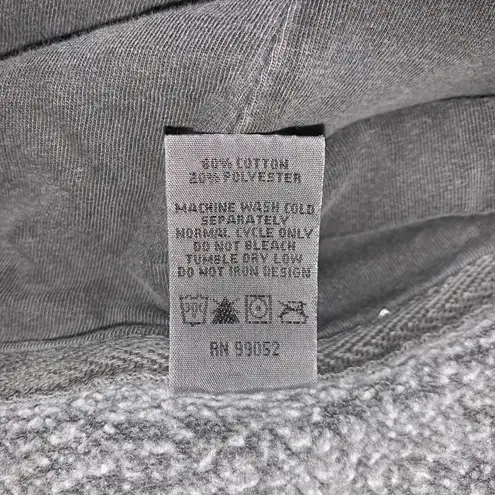 80% COTTON
20% POLYESTER
MACHINE WASH COLD
SEPARATELY
NORMAL CYCLE ONLY
DO NOT BLEACH
TUMBLE DRY LOW
DO NOT IRON DESIGN
RN 99052